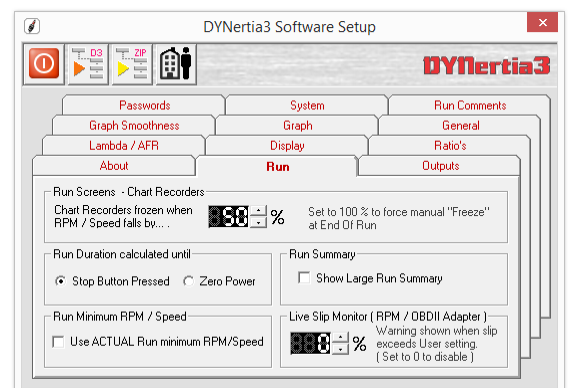 DYNertia3 Software Setup
D3
ZIP
DYNertia3
Passwords
System
Run Comments
Graph Smoothness
Graph
General
Lambda / AFR
Display
Ratio's
About
Run
Outputs
Run Screens - Chart Recorders
Chart Recorders frozen when
RPM / Speed falls by... .
50 %
Set to 100 % to force manual "Freeze"
at End Of Run
Run Duration calculated until
Stop Button Pressed
Zero Power
Run Summary
Show Large Run Summary
Run Minimum RPM / Speed
Use ACTUAL Run minimum RPM/Speed
Live Slip Monitor ( RPM / OBDII Adapter )
0 %
Warning shown when slip
exceeds User setting.
( Set to 0 to disable )